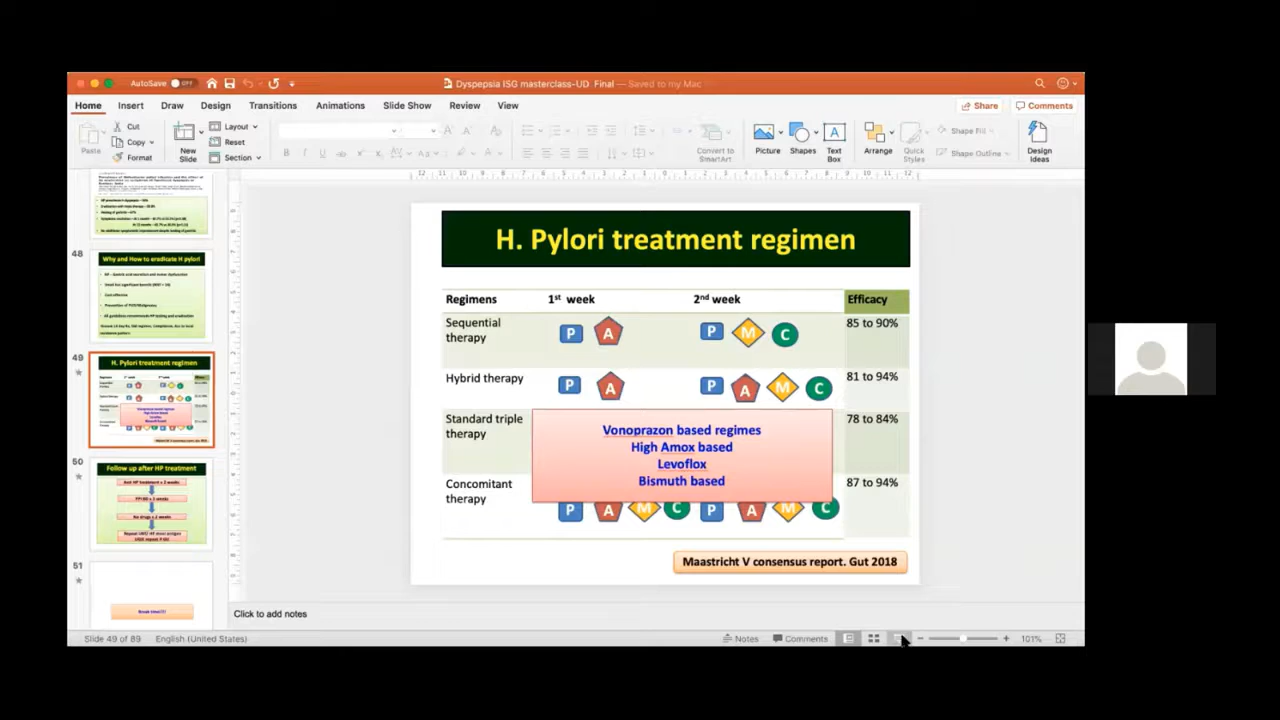 AutoSave OFF
Dyspepsia ISG masterclass-UD Final — Saved to my Mac
Home Insert Draw Design Transitions Animations Slide Show Review View Share Comments
Paste Cut Copy Format
New Slide Layout Reset Section
Convert to SmartArt
Picture Shapes Text Box Arrange Quick Styles Shape Fill Shape Outline Design Ideas
48
Why and How to eradicate H pylori
49
H. Pylori treatment regimen
50
Follow up after HP treatment
51
H. Pylori treatment regimen
Regimens 1st week 2nd week Efficacy
Sequential therapy P A P M C 85 to 90%
Hybrid therapy P A P A M C 81 to 94%
Standard triple therapy 78 to 84%
Vonoprazon based regimes
High Amox based
Levoflox
Bismuth based
Concomitant therapy P A M C P A M C 87 to 94%
Maastricht V consensus report. Gut 2018
Click to add notes
Slide 49 of 89 English (United States) Notes Comments 101%